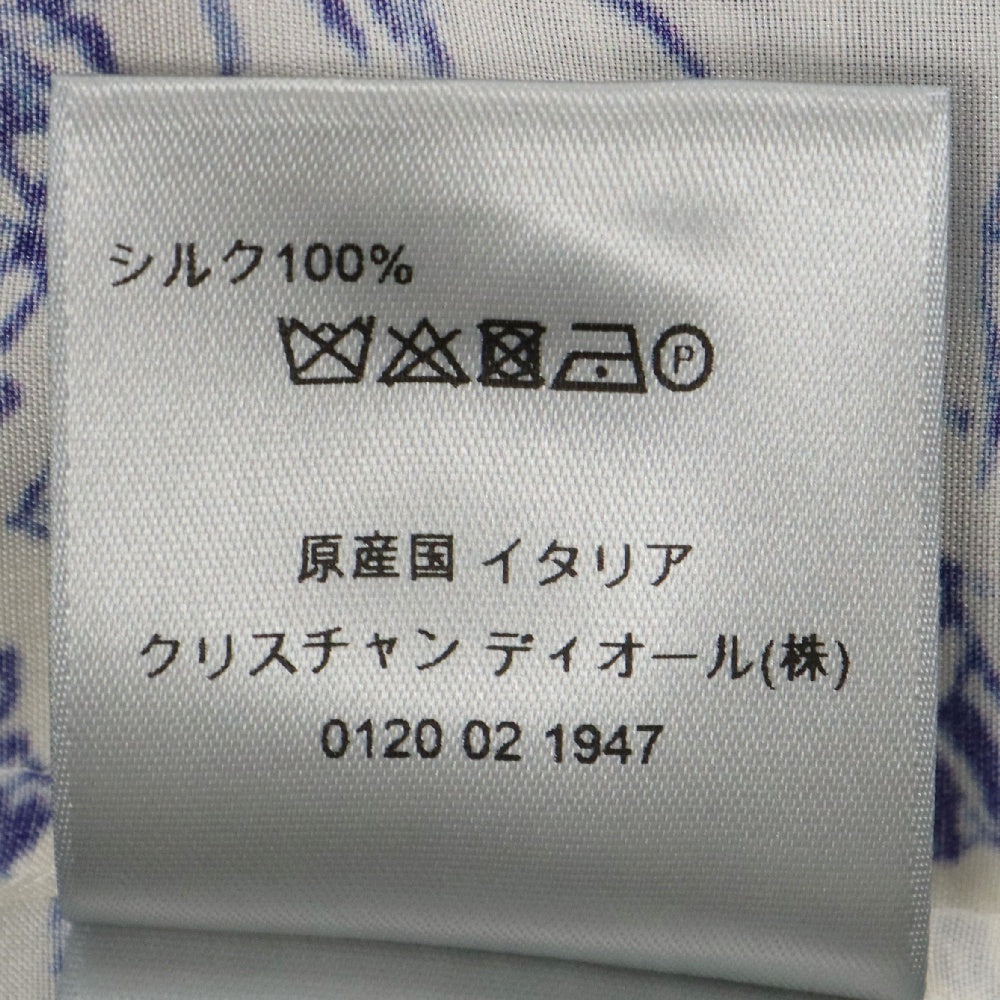 シルク100%
P
原産国 イタリア
クリスチャン ディオール(株)
0120 02 1947